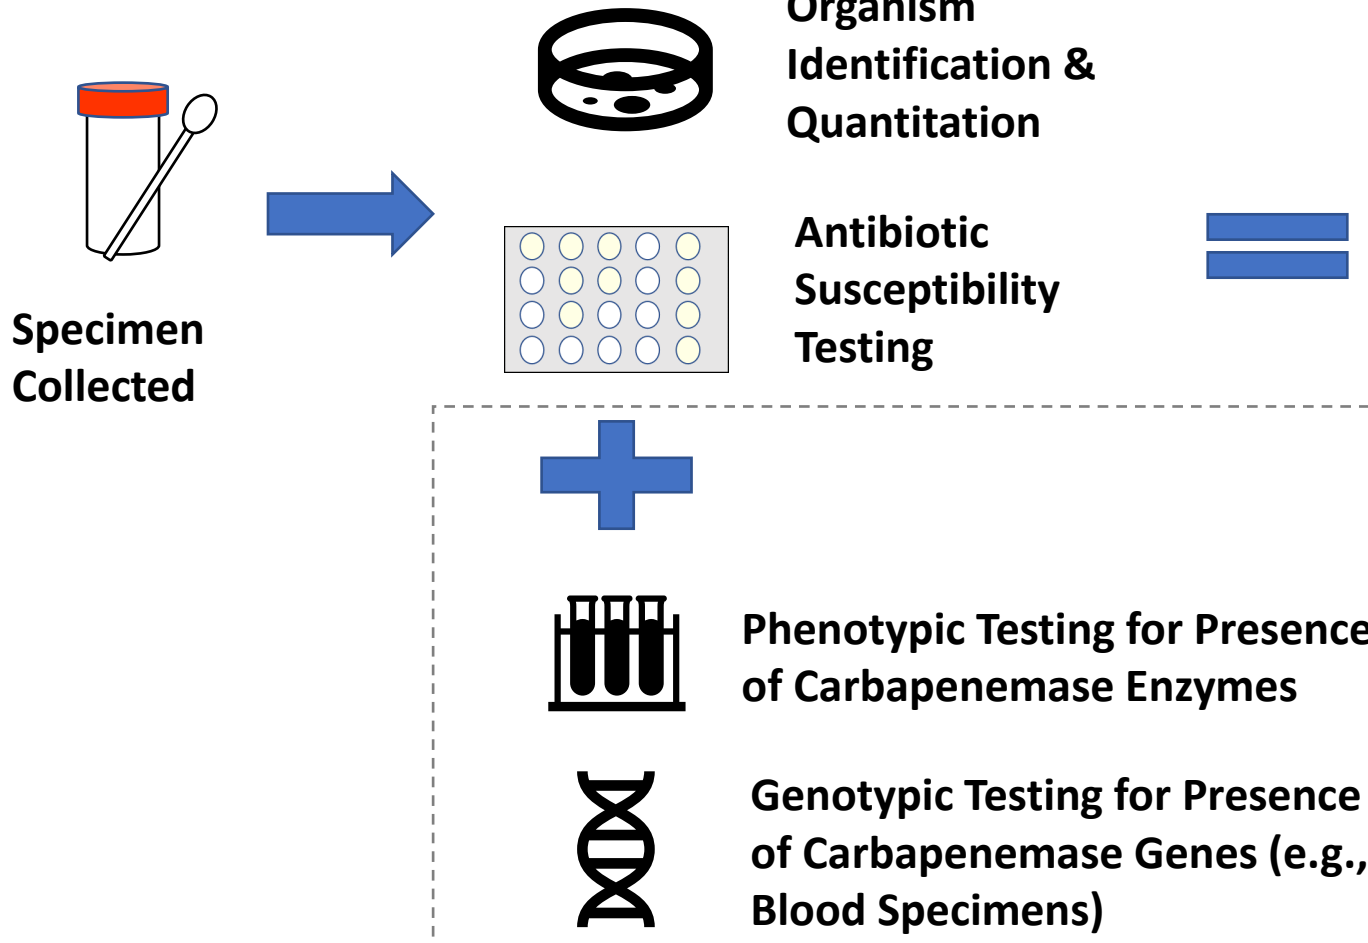 Organism
Identification &
Quantitation
Antibiotic
Susceptibility
Testing
Specimen
Collected
Phenotypic Testing for Presence
of Carbapenemase Enzymes
Genotypic Testing for Presence
of Carbapenemase Genes (e.g.,
Blood Specimens)